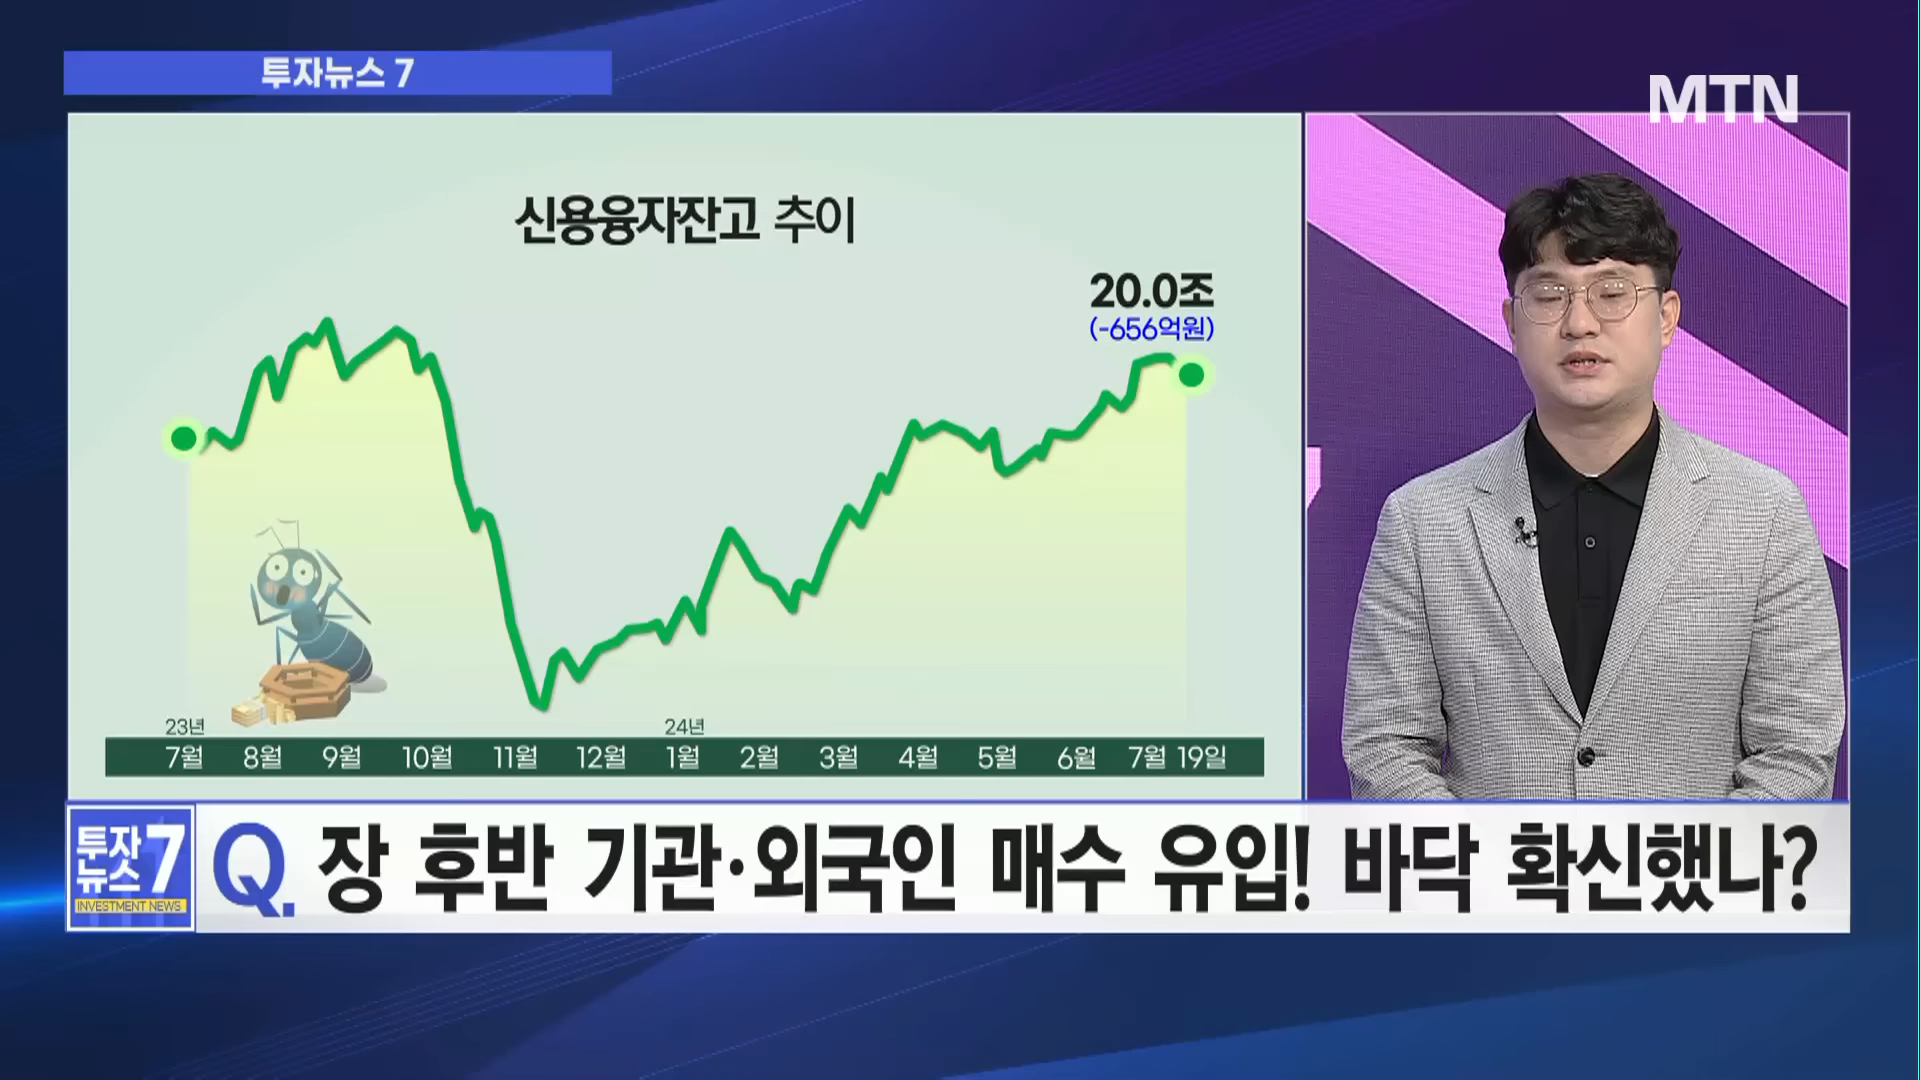 투자뉴스 7
MTN
신용융자잔고 추이
20.0조
(-656억원)
23년
24년
7월 8월 9월 10월 11월 12월 1월 2월 3월 4월 5월 6월 7월 19일
투자
뉴스 7
INVESTMENT NEWS
Q. 장 후반 기관·외국인 매수 유입! 바닥 확신했나?